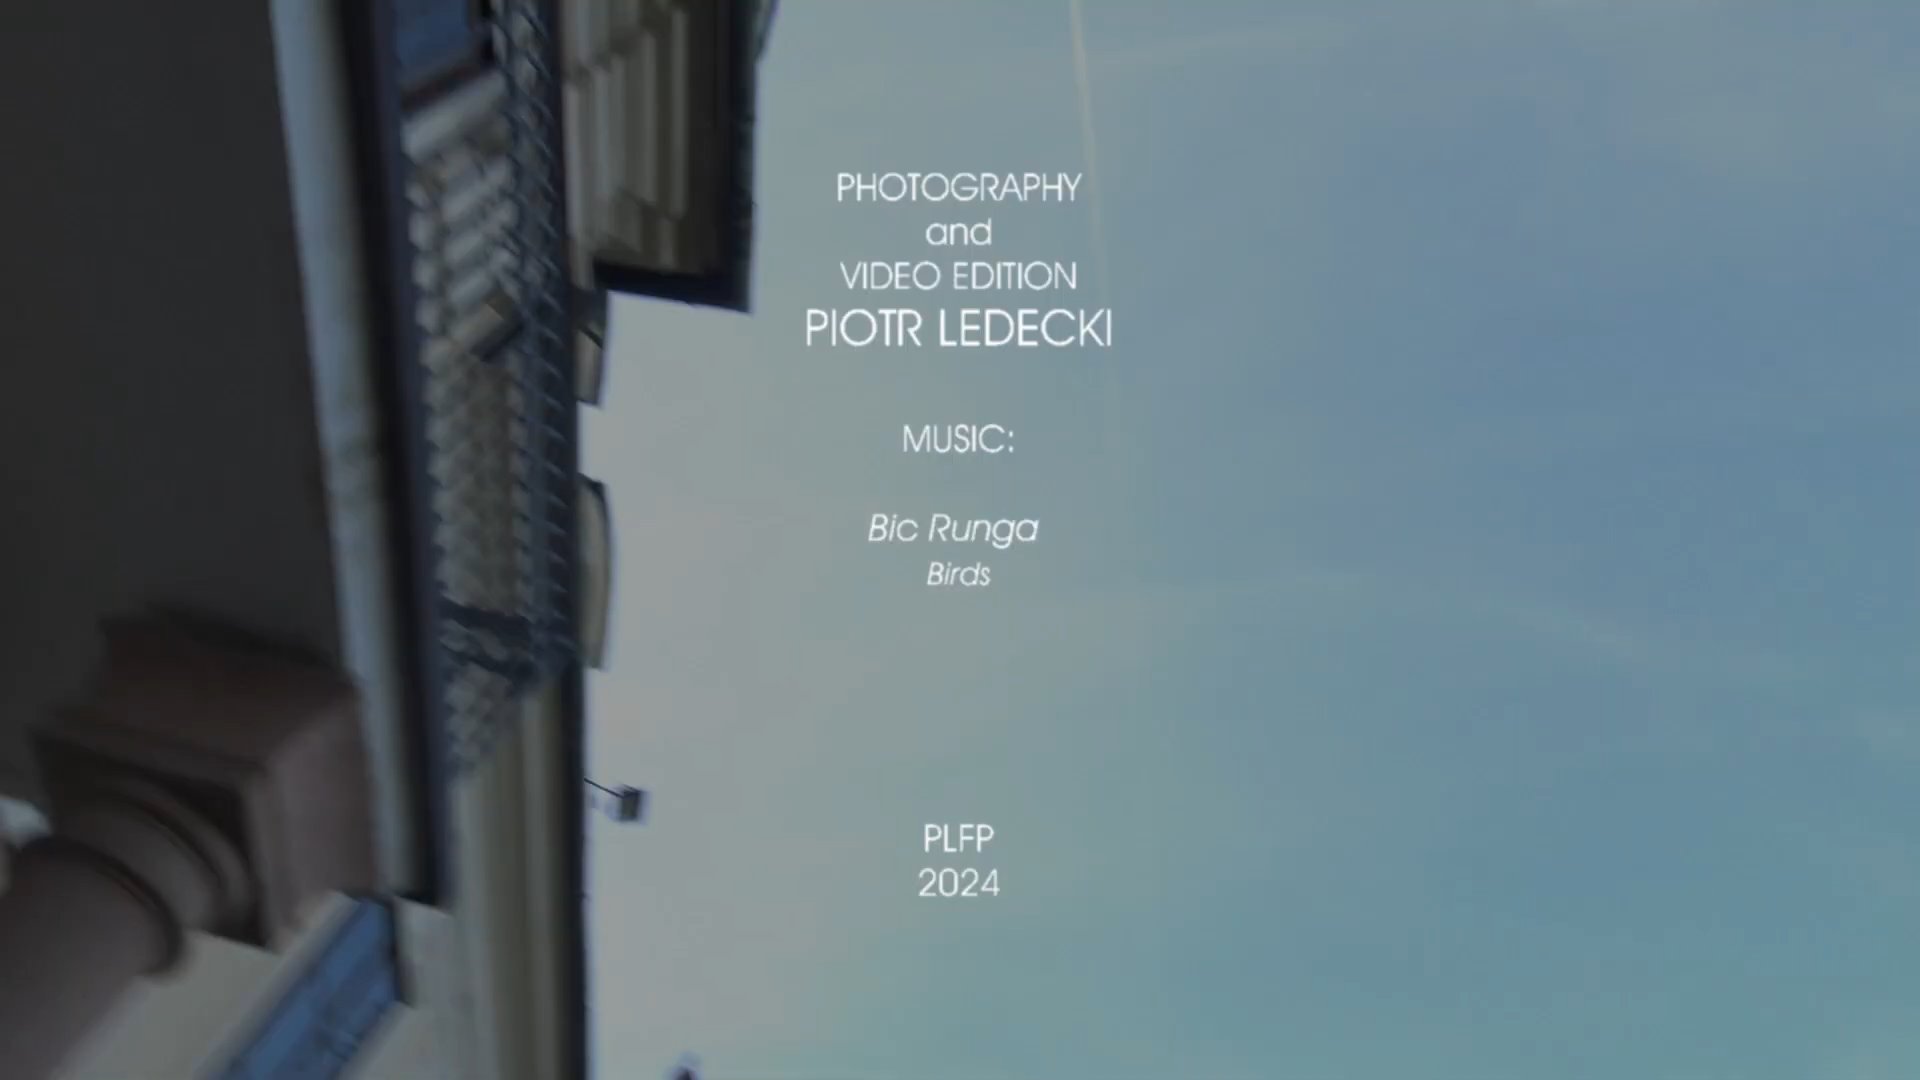 PHOTOGRAPHY
and
VIDEO EDITION
PIOTR LEDECKI
MUSIC:
Bic Runga
Birds
PLFP
2024